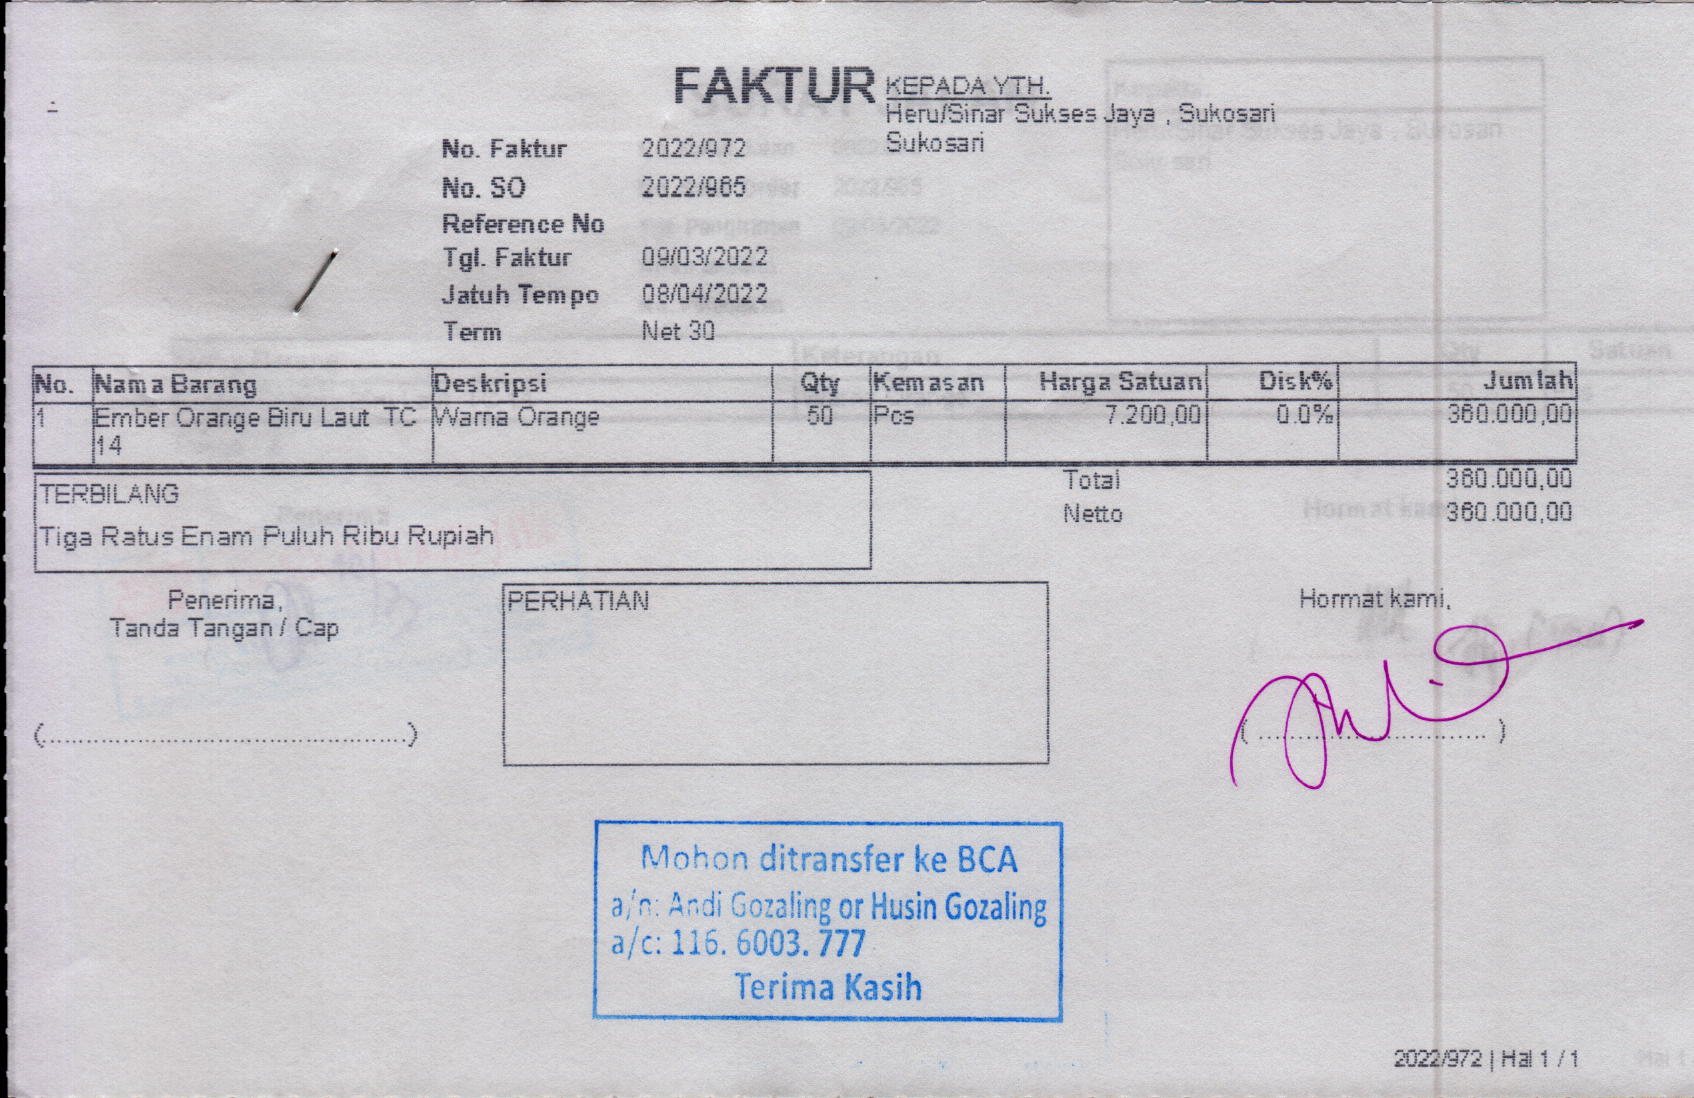 FAKTUR
KEPADA YTH.
Heru/Sinar Sukses Jaya , Sukosari
Sukosari
No. Faktur 2022/972
No. SO 2022/965
Reference No
Tgl. Faktur 09/03/2022
Jatuh Tempo 08/04/2022
Term Net 30
No. Nama Barang Deskripsi Qty Kemasan Harga Satuan Disk% Jumlah
1 Ember Orange Biru Laut TC Warna Orange 50 Pcs 7.200,00 0.0% 360.000,00
14
Total 360.000,00
Netto 360.000,00
TERBILANG
Tiga Ratus Enam Puluh Ribu Rupiah
Penerima,
Tanda Tangan / Cap
(................................................)
PERHATIAN
Hormat kami,
( .............................. )
Mohon ditransfer ke BCA
a/n: Andi Gozaling or Husin Gozaling
a/c: 116. 6003. 777
Terima Kasih
2022/972 | Hal 1 / 1